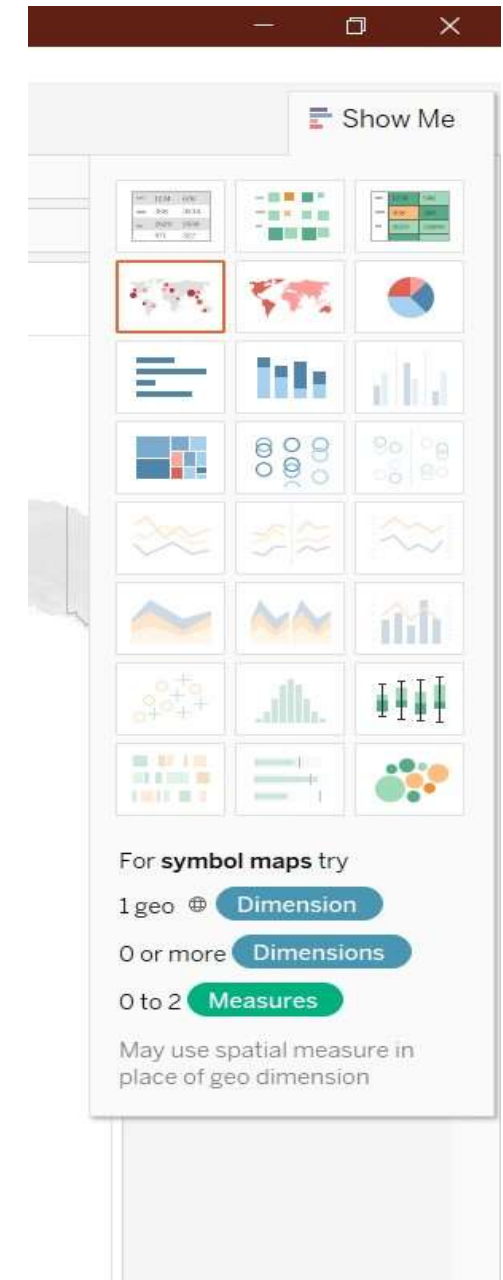 Show Me
For symbol maps try
1 geo Dimension
0 or more Dimensions
0 to 2 Measures
May use spatial measure in
place of geo dimension